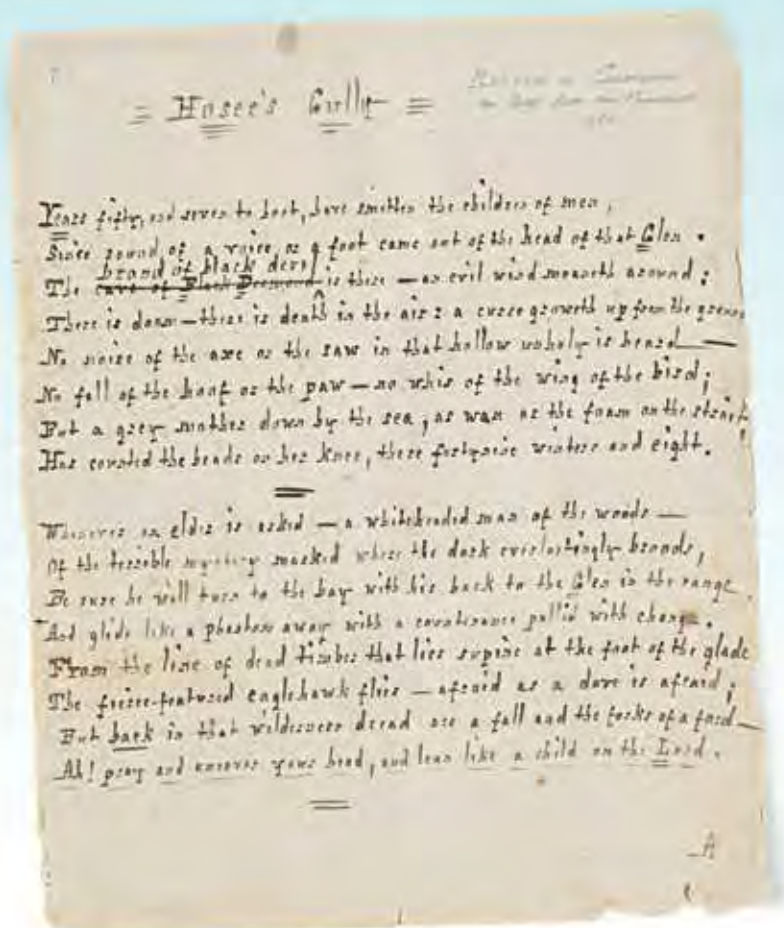 Hosee's Gully
Years fifty, and seven to boot, have smitten the children of men,
Since sound of a voice or a foot came out of the head of that Glen.
brand of black devil
The cave of Black Desmond is there — an evil wind moaneth around;
There is doom — there is death in the air: a curse groweth up from the ground
No noise of the axe or the saw in that hollow unholy is heard —
No fall of the hoof or the paw — no whir of the wing of the bird;
But a grey mother down by the sea, as wan as the foam on the strait,
Has counted the beads on her knee, these forty-nine winters and eight.
Whenever an elder is asked — a whiteheaded man of the woods —
Of the terrible mystery masked where the dark everlastingly broods,
Be sure he will turn to the bay with his back to the Glen in the range,
And glide like a phantom away with a countenance pallid with change.
From the line of dead timber that lies supine at the foot of the glade
The fierce-featured eaglehawk flies — afraid as a dove is afraid;
But back in that wilderness dread are a fall and the forks of a ford —
Ah! pray and uncover your head, and lean like a child on the Lord.
A